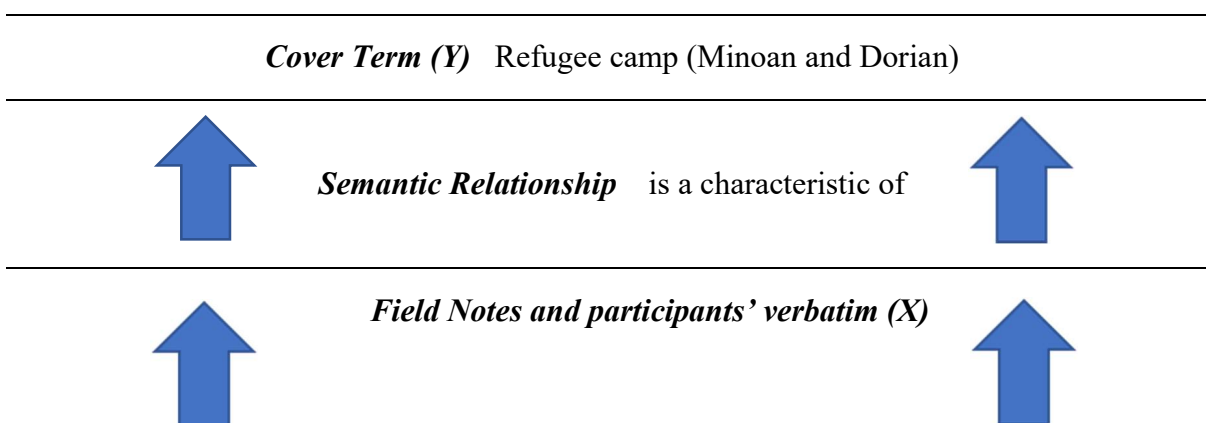 Cover Term (Y) Refugee camp (Minoan and Dorian)
Semantic Relationship is a characteristic of
Field Notes and participants’ verbatim (X)